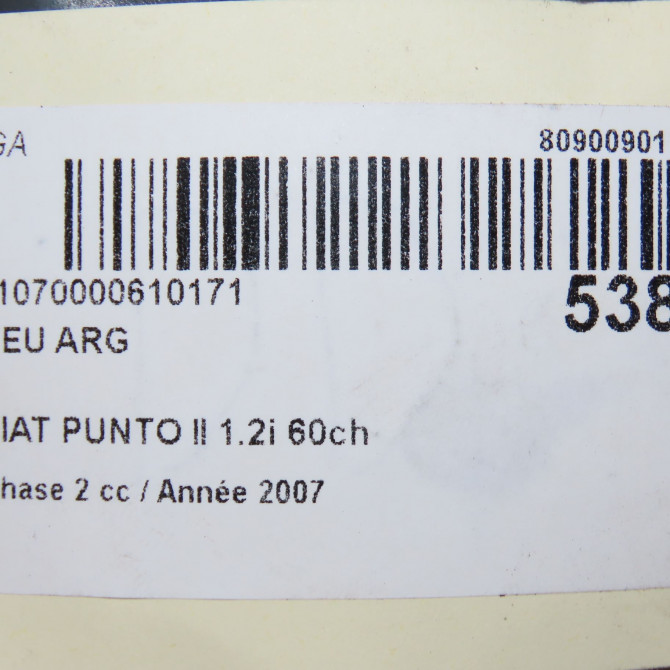 GA 80900901
1070000610171 538
EU ARG
IAT PUNTO II 1.2i 60ch
hase 2 cc / Année 2007